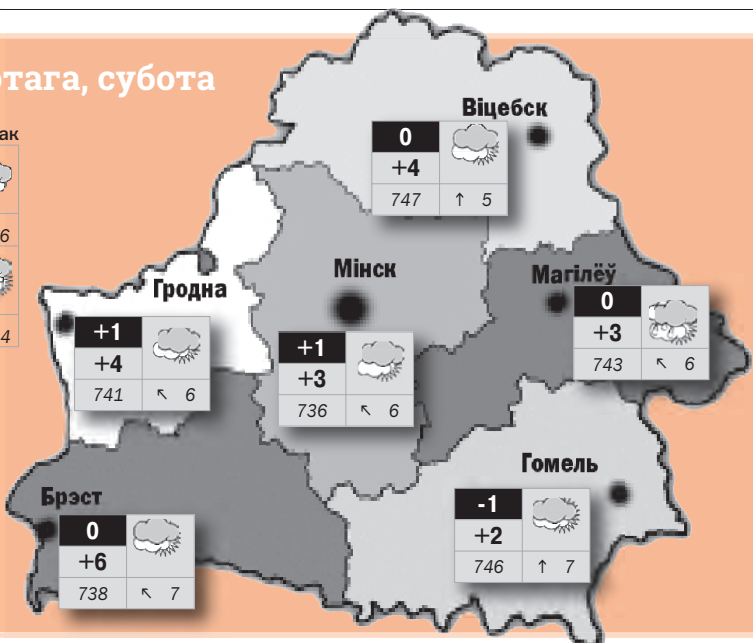 отага, субота
ак
6
4
Віцебск
0
+4
747 ↑ 5
Мінск
+1
+3
736 ↖ 6
Магілёў
0
+3
743 ↖ 6
Гродна
+1
+4
741 ↖ 6
Гомель
-1
+2
746 ↑ 7
Брэст
0
+6
738 ↖ 7